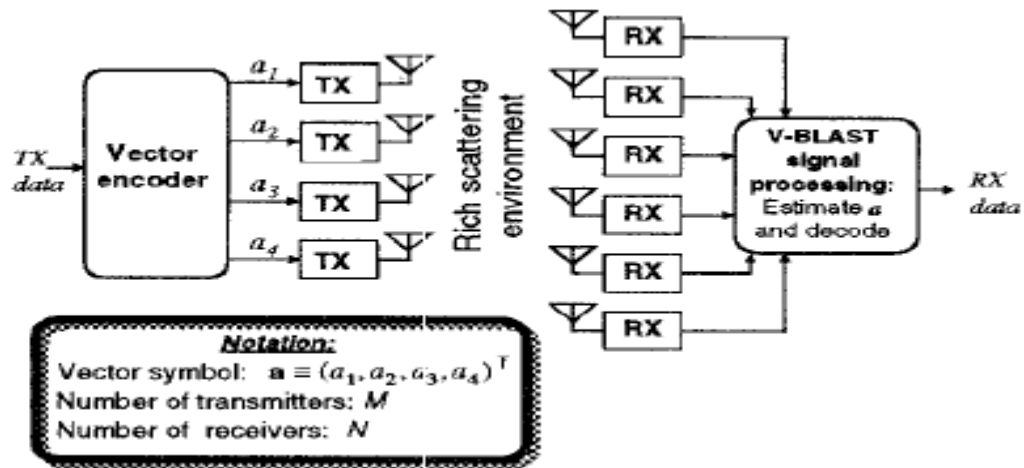 TX
data
Vector
encoder
a1
TX
a2
TX
a3
TX
a4
TX
Rich scattering
environment
RX
RX
RX
RX
RX
RX
V-BLAST
signal
processing:
Estimate a
and decode
RX
data
Notation:
Vector symbol: a ≡ (a1, a2, a3, a4)^T
Number of transmitters: M
Number of receivers: N